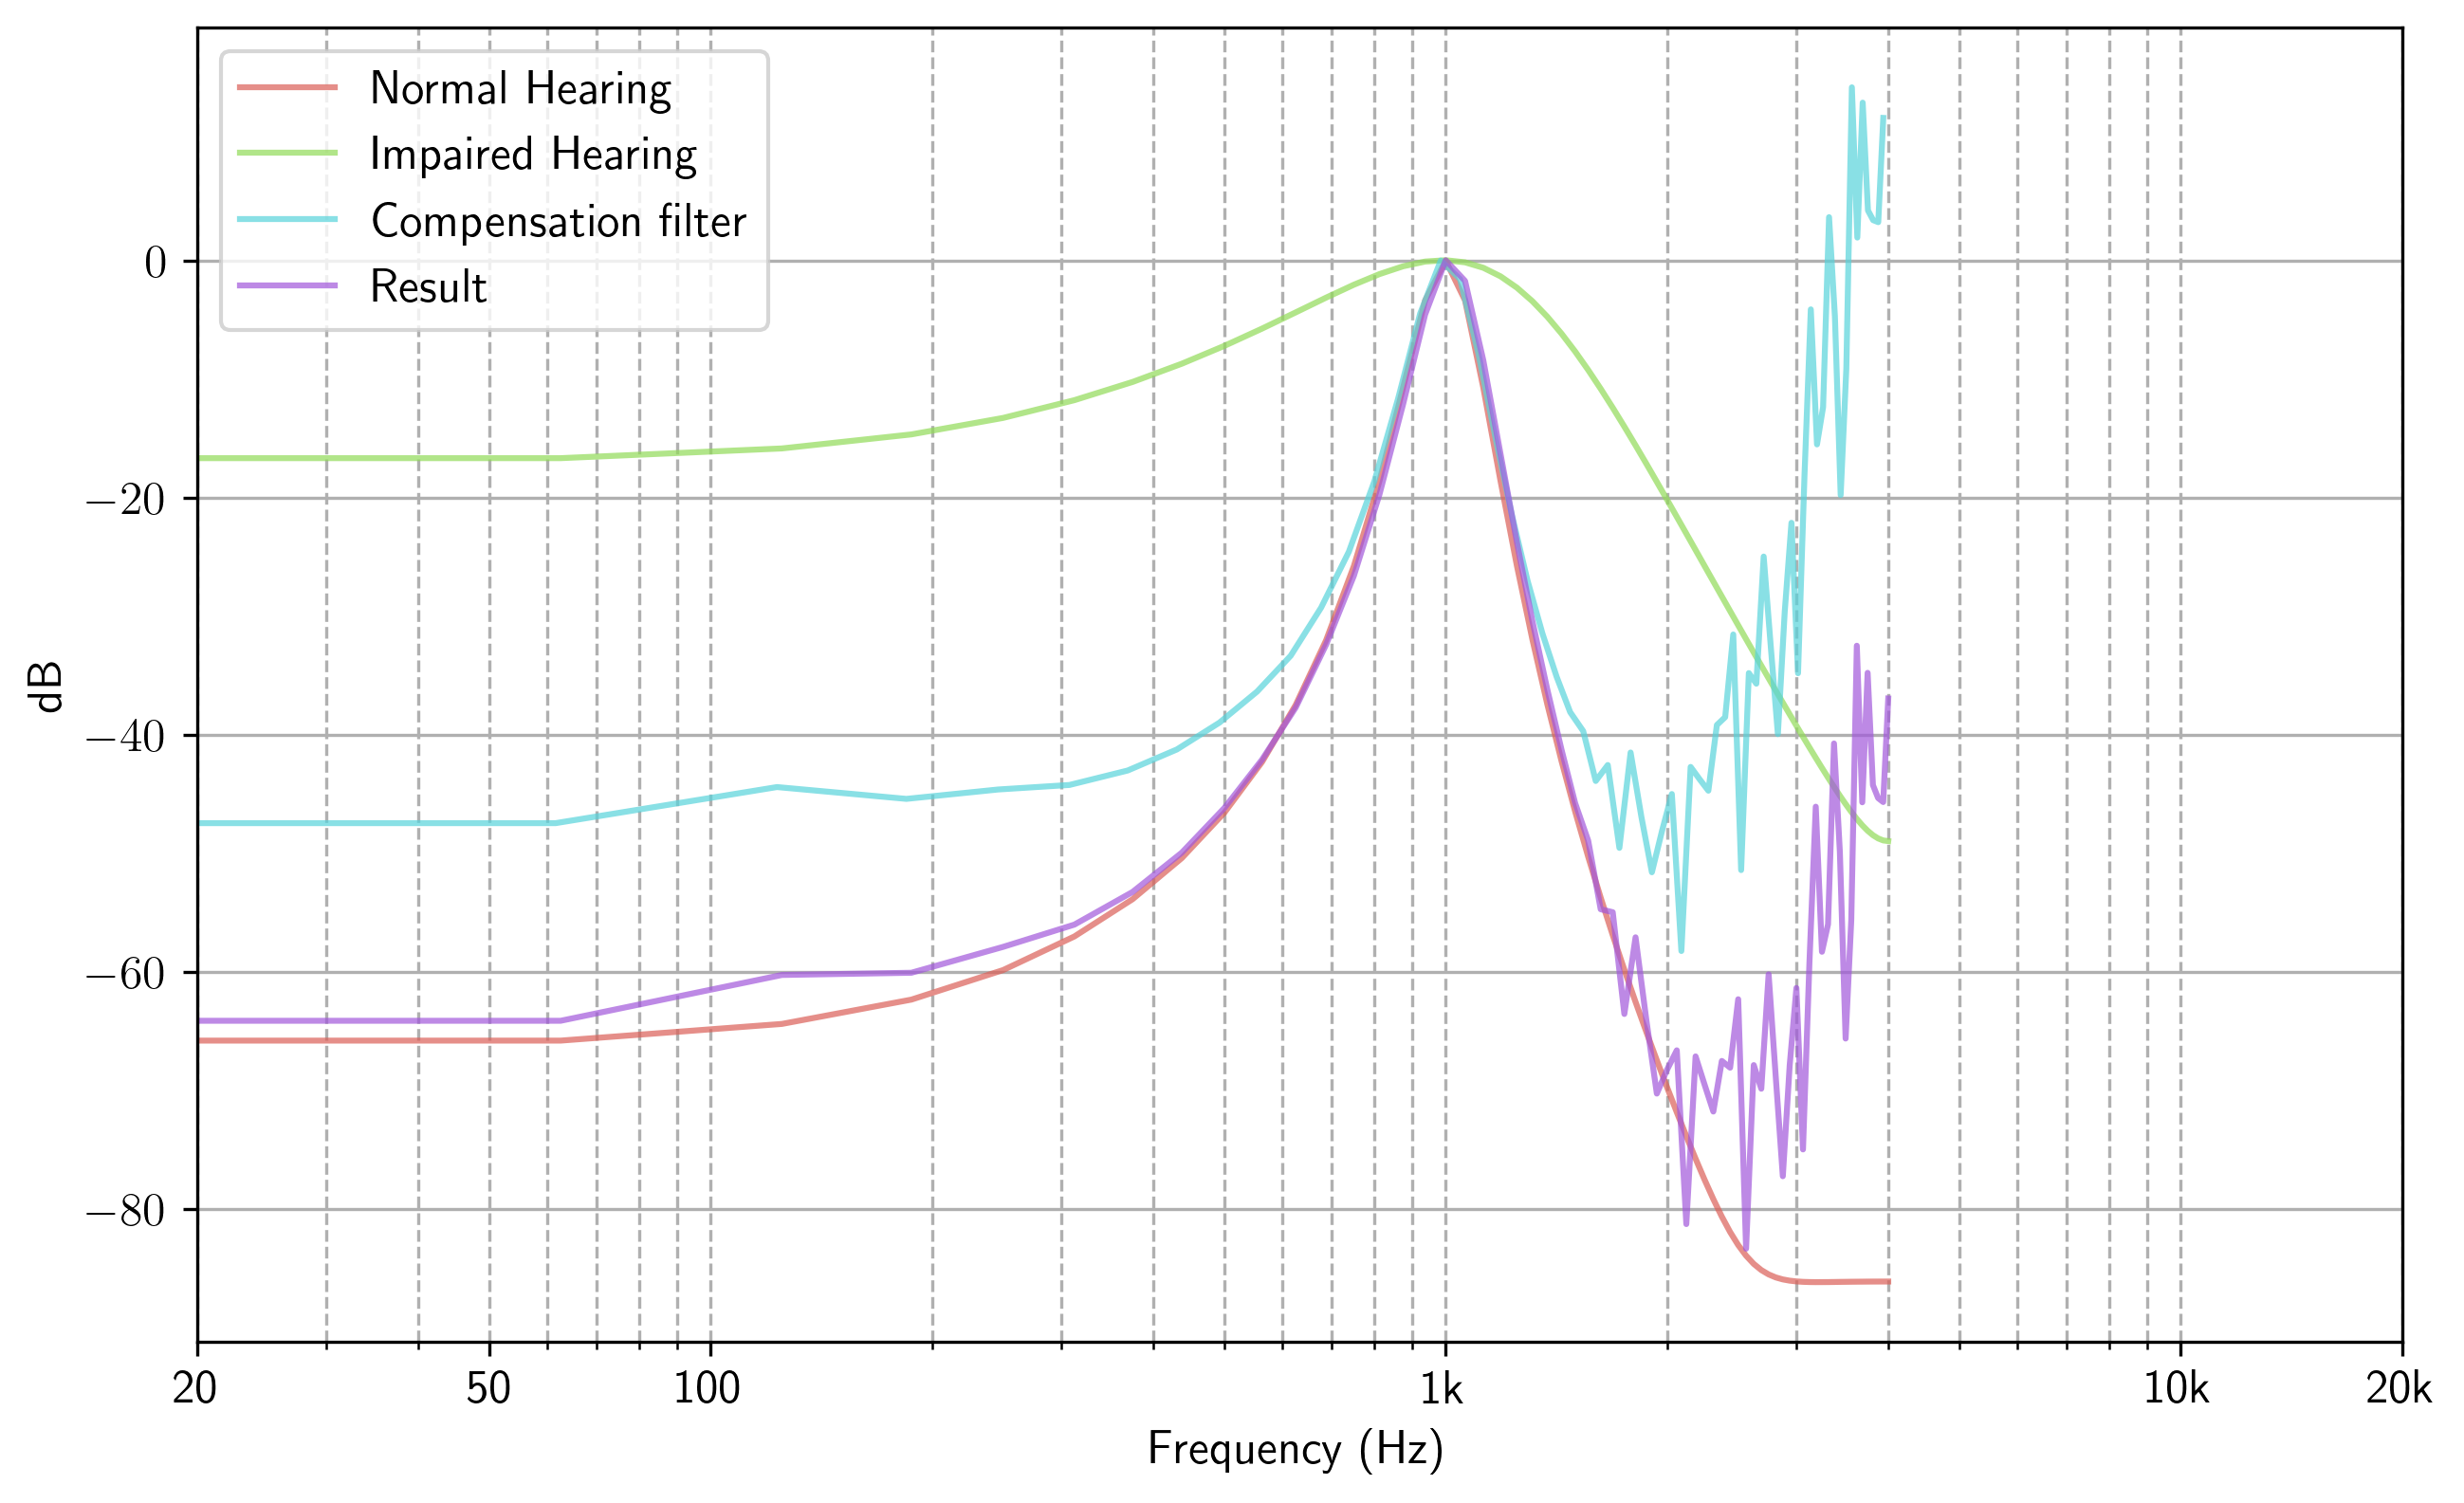 Normal Hearing
Impaired Hearing
Compensation filter
Result
0
−20
−40
−60
−80
dB
20 50 100 1k 10k 20k
Frequency (Hz)